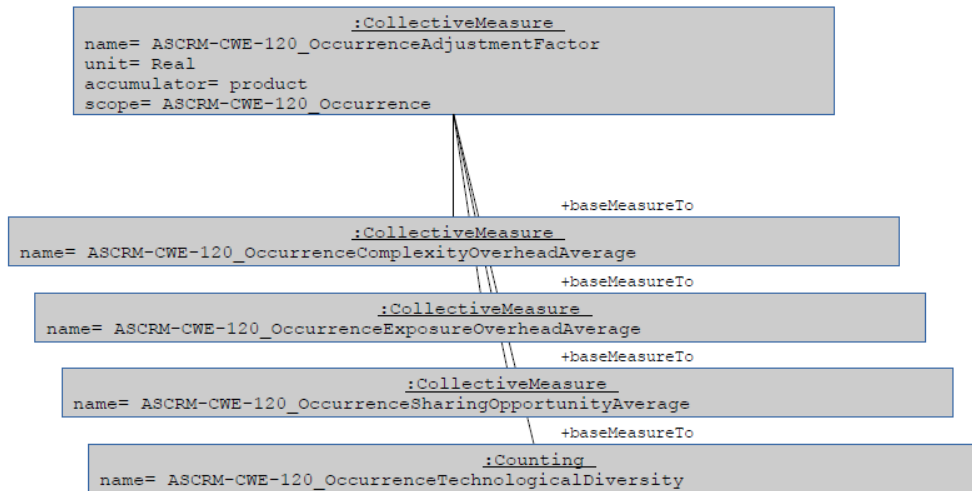 :CollectiveMeasure
name= ASCRM-CWE-120_OccurrenceAdjustmentFactor
unit= Real
accumulator= product
scope= ASCRM-CWE-120_Occurrence
+baseMeasureTo
:CollectiveMeasure
name= ASCRM-CWE-120_OccurrenceComplexityOverheadAverage
+baseMeasureTo
:CollectiveMeasure
name= ASCRM-CWE-120_OccurrenceExposureOverheadAverage
+baseMeasureTo
:CollectiveMeasure
name= ASCRM-CWE-120_OccurrenceSharingOpportunityAverage
+baseMeasureTo
:Counting
name= ASCRM-CWE-120_OccurrenceTechnologicalDiversity